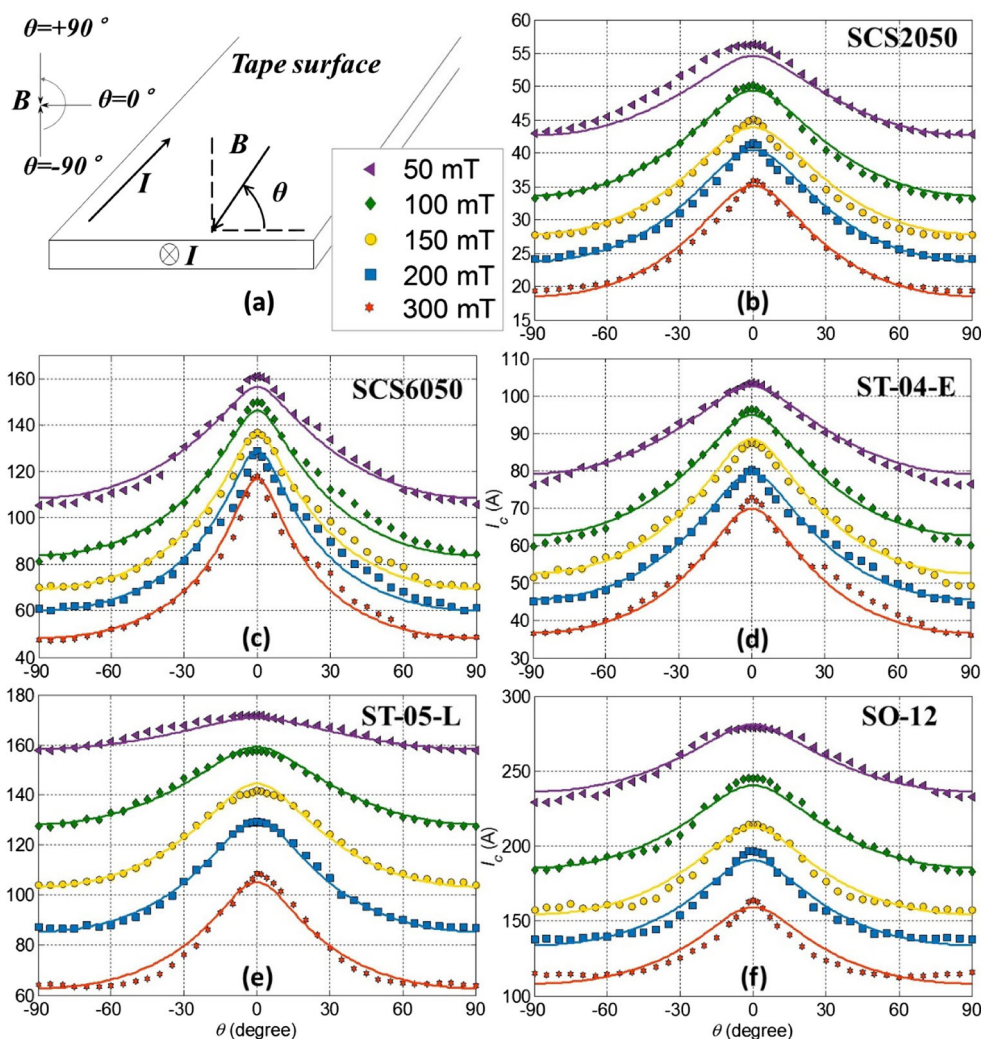 θ=+90°
B
θ=0°
θ=-90°
I
Tape surface
B
θ
I
(a)
50 mT
100 mT
150 mT
200 mT
300 mT
SCS2050
60
55
50
45
40
35
30
25
20
15
-90 -60 -30 0 30 60 90
(b)
SCS6050
160
140
120
100
80
60
40
-90 -60 -30 0 30 60 90
(c)
ST-04-E
110
100
90
80
70
60
50
40
30
I_c (A)
-90 -60 -30 0 30 60 90
(d)
ST-05-L
180
160
140
120
100
80
60
-90 -60 -30 0 30 60 90
θ (degree)
(e)
SO-12
300
250
200
150
100
I_c (A)
-90 -60 -30 0 30 60 90
θ (degree)
(f)